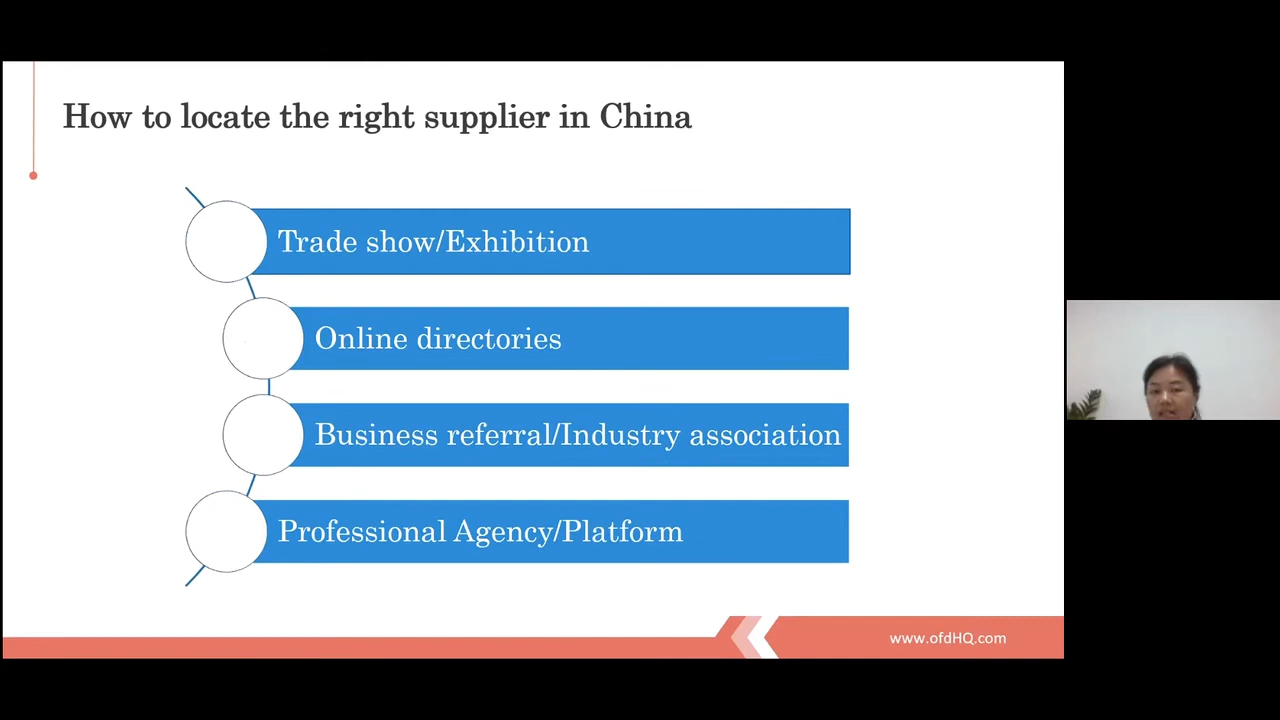 How to locate the right supplier in China
Trade show/Exhibition
Online directories
Business referral/Industry association
Professional Agency/Platform
www.ofdHQ.com